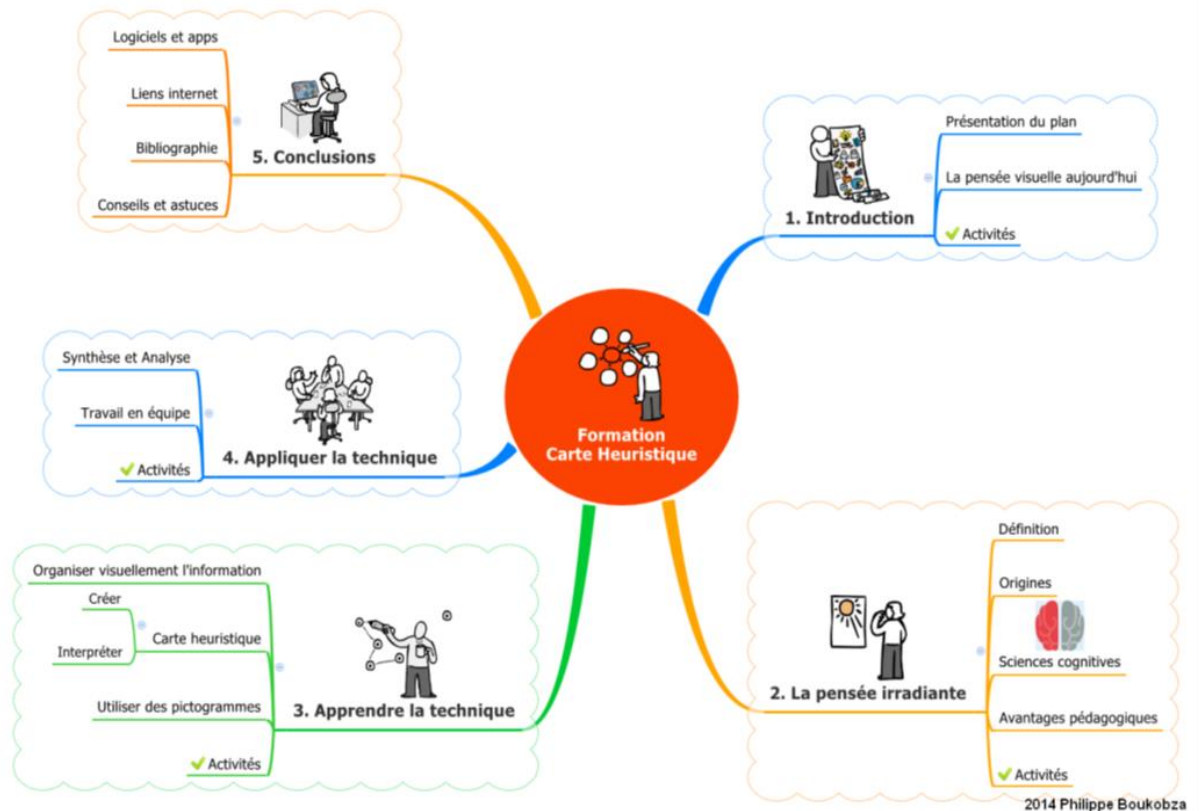 Formation
Carte Heuristique
1. Introduction
Présentation du plan
La pensée visuelle aujourd'hui
Activités
2. La pensée irradiante
Définition
Origines
Sciences cognitives
Avantages pédagogiques
Activités
3. Apprendre la technique
Organiser visuellement l'information
Carte heuristique
Créer
Interpréter
Utiliser des pictogrammes
Activités
4. Appliquer la technique
Synthèse et Analyse
Travail en équipe
Activités
5. Conclusions
Logiciels et apps
Liens internet
Bibliographie
Conseils et astuces
2014 Philippe Boukobza